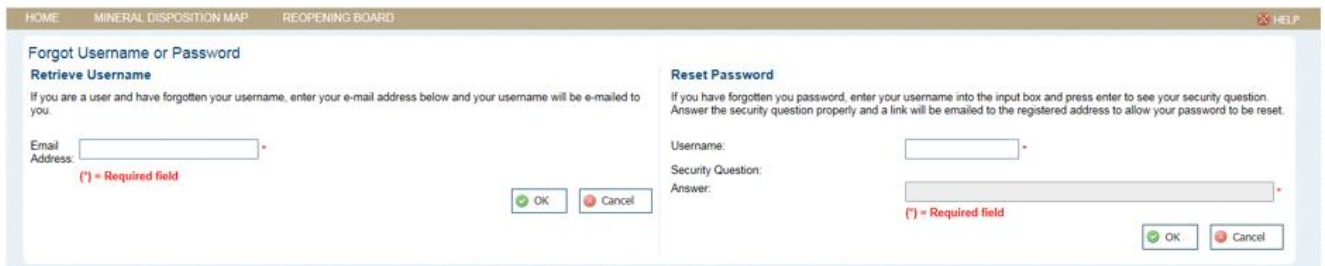 HOME MINERAL DISPOSITION MAP REOPENING BOARD HELP
Forgot Username or Password
Retrieve Username
If you are a user and have forgotten your username, enter your e-mail address below and your username will be e-mailed to
you.
Email
Address: *
(*) = Required field
OK Cancel
Reset Password
If you have forgotten you password, enter your username into the input box and press enter to see your security question.
Answer the security question properly and a link will be emailed to the registered address to allow your password to be reset.
Username: *
Security Question:
Answer: *
(*) = Required field
OK Cancel